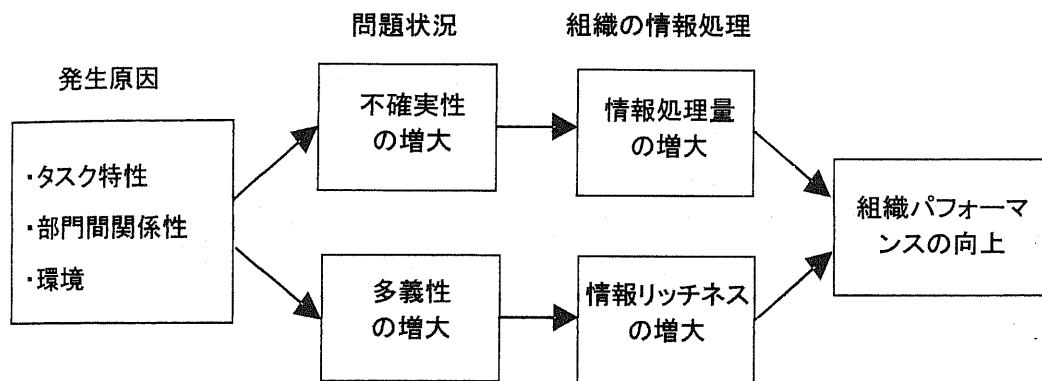 問題状況
組織の情報処理
発生原因
・タスク特性
・部門間関係性
・環境
不確実性
の増大
情報処理量
の増大
多義性
の増大
情報リッチネス
の増大
組織パフォーマ
ンスの向上